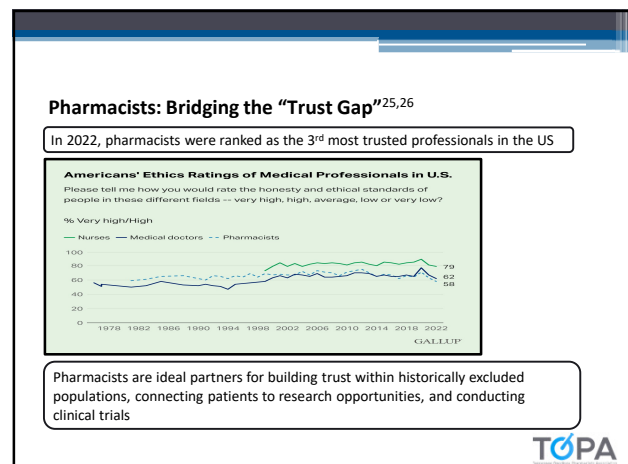 Pharmacists: Bridging the “Trust Gap”25,26
In 2022, pharmacists were ranked as the 3rd most trusted professionals in the US
Americans' Ethics Ratings of Medical Professionals in U.S.
Please tell me how you would rate the honesty and ethical standards of
people in these different fields -- very high, high, average, low or very low?
% Very high/High
Nurses Medical doctors Pharmacists
100
80
60
40
20
0
79
62
58
1978 1982 1986 1990 1994 1998 2002 2006 2010 2014 2018 2022
GALLUP
Pharmacists are ideal partners for building trust within historically excluded
populations, connecting patients to research opportunities, and conducting
clinical trials
TOPA